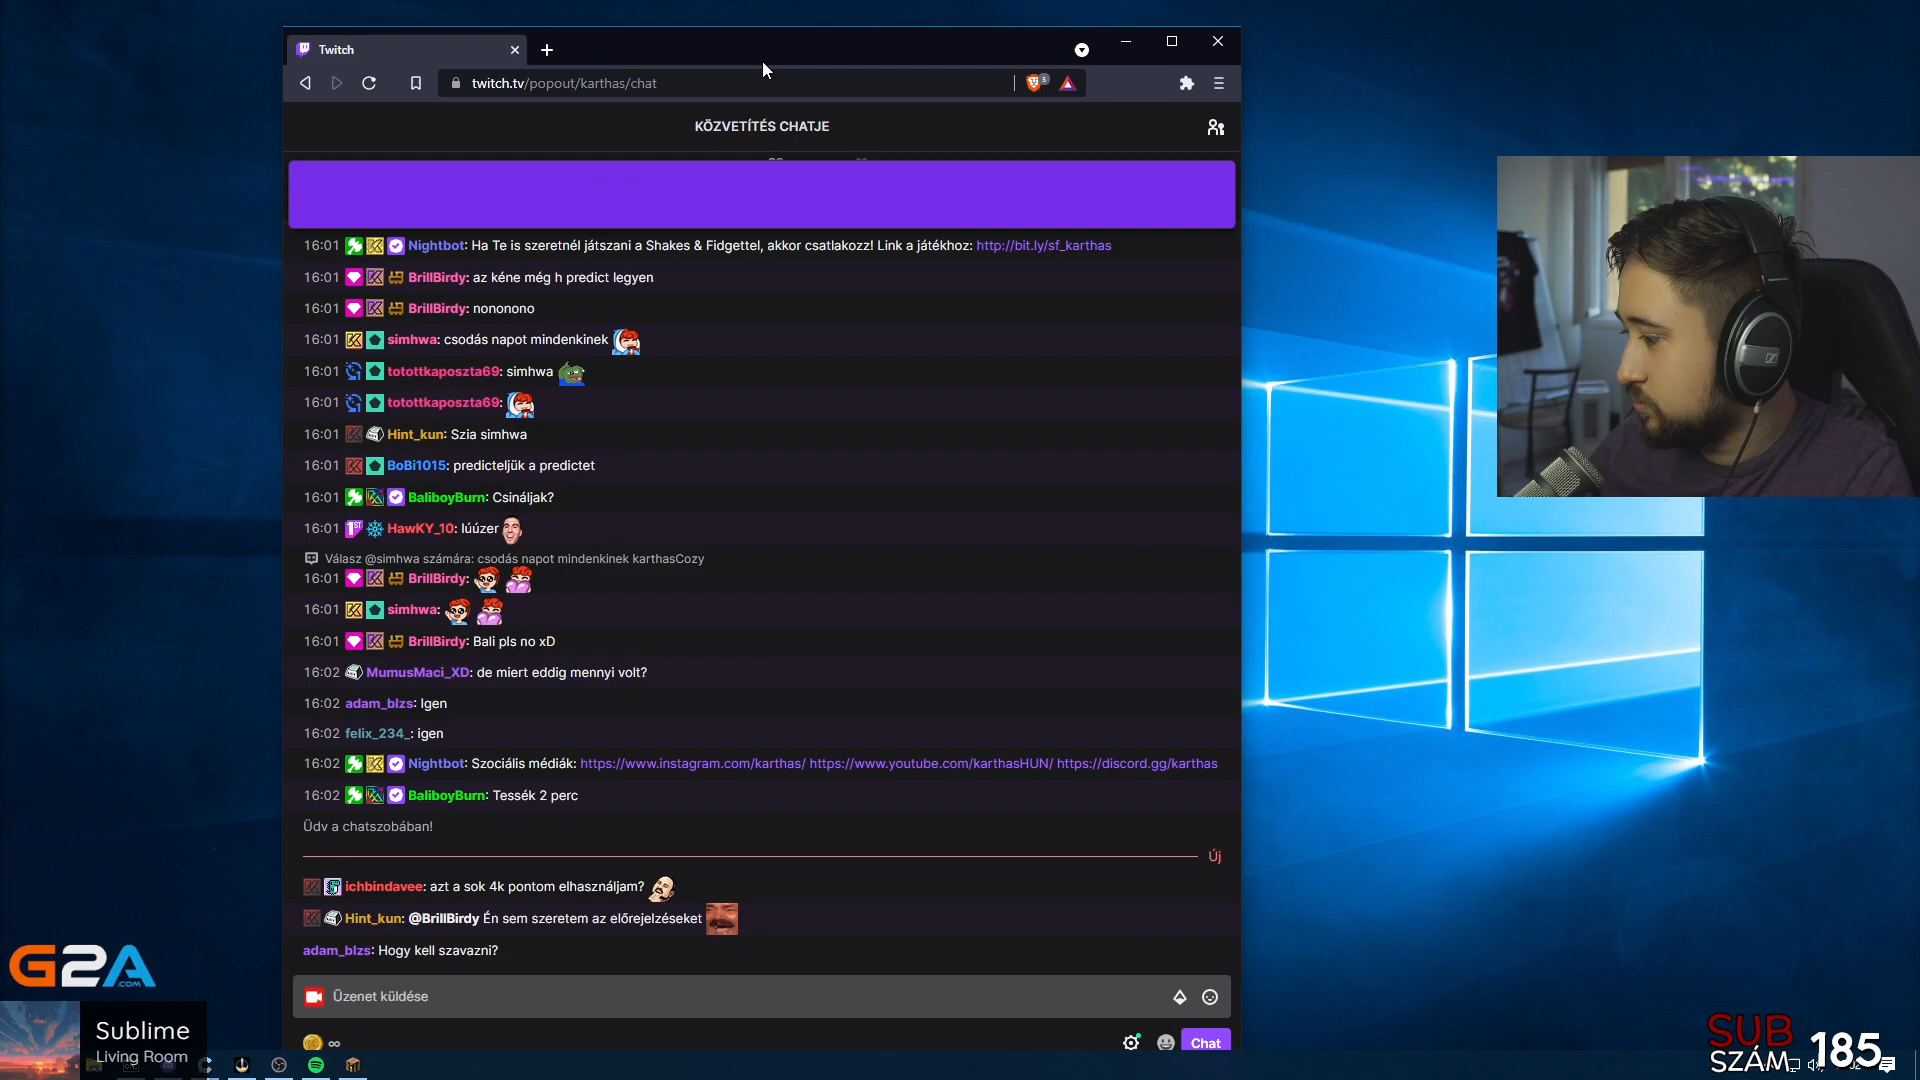 Twitch
twitch.tv/popout/karthas/chat
3
KÖZVETÍTÉS CHATJE
16:01 Nightbot: Ha Te is szeretnél játszani a Shakes & Fidgettel, akkor csatlakozz! Link a játékhoz: http://bit.ly/sf_karthas
16:01 BrillBirdy: az kéne még h predict legyen
16:01 BrillBirdy: nononono
16:01 simhwa: csodás napot mindenkinek
16:01 totottkaposzta69: simhwa
16:01 totottkaposzta69:
16:01 Hint_kun: Szia simhwa
16:01 BoBi1015: predicteljük a predictet
16:01 BaliboyBurn: Csináljak?
16:01 1ST HawKY_10: lúúzer
Válasz @simhwa számára: csodás napot mindenkinek karthasCozy
16:01 BrillBirdy:
16:01 simhwa:
16:01 BrillBirdy: Bali pls no xD
16:02 MumusMaci_XD: de miert eddig mennyi volt?
16:02 adam_blzs: Igen
16:02 felix_234_: igen
16:02 Nightbot: Szociális médiák: https://www.instagram.com/karthas/ https://www.youtube.com/karthasHUN/ https://discord.gg/karthas
16:02 BaliboyBurn: Tessék 2 perc
Üdv a chatszobában!
Új
ichbindavee: azt a sok 4k pontom elhasználjam?
Hint_kun: @BrillBirdy Én sem szeretem az előrejelzéseket
adam_blzs: Hogy kell szavazni?
Üzenet küldése
∞
Chat
G2A
.COM
Sublime
Living Room
SUB
SZÁM
185